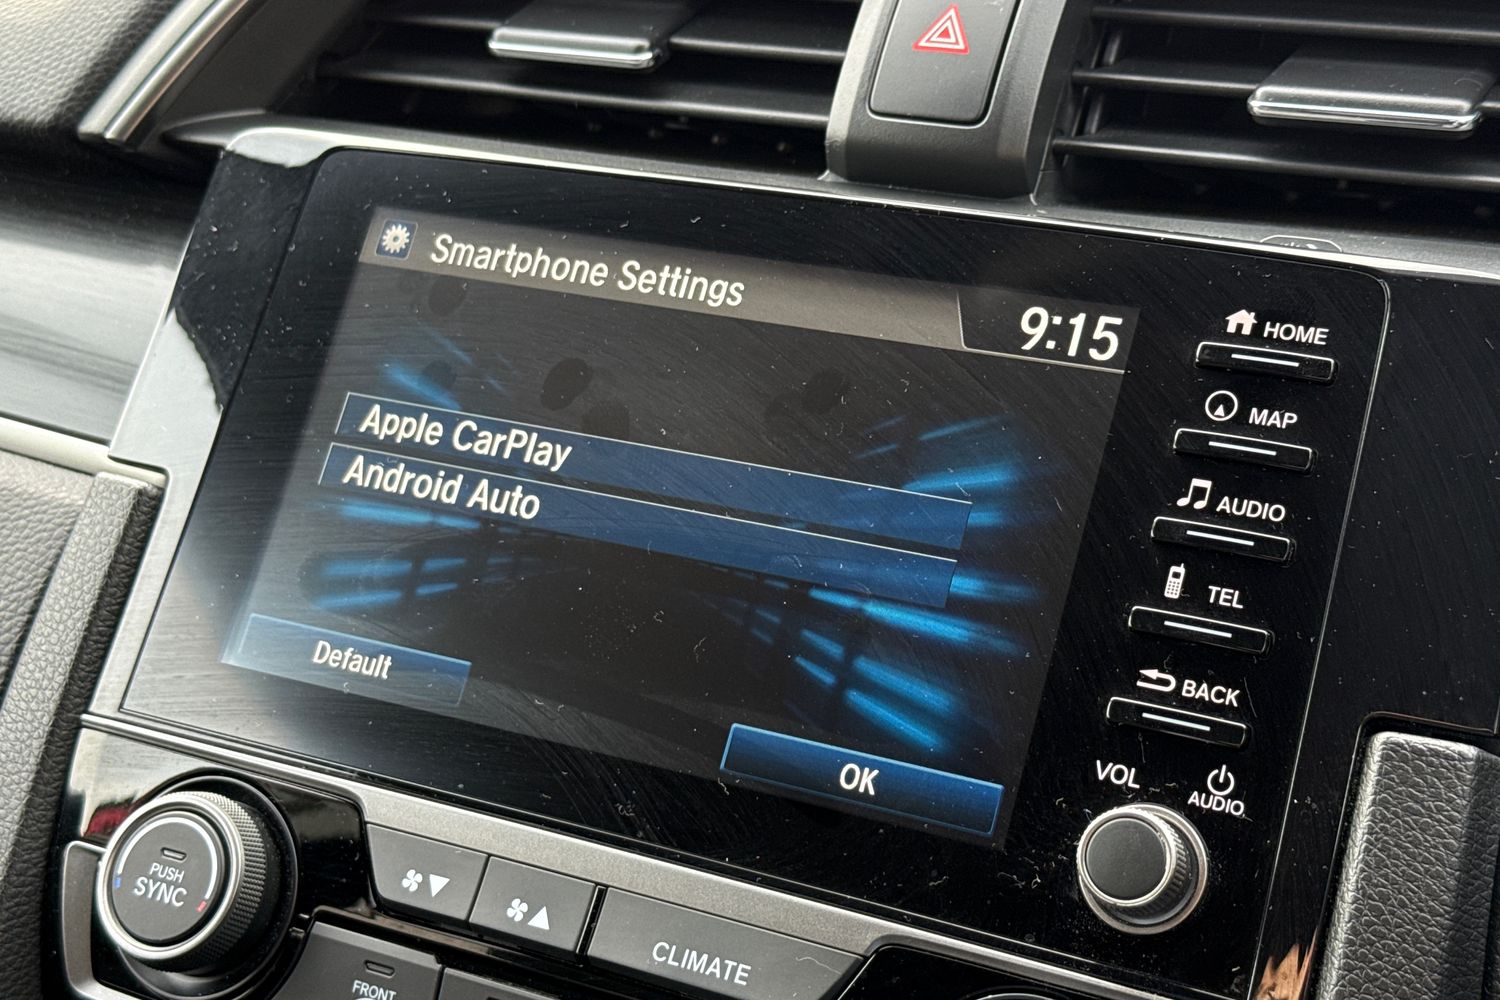 Smartphone Settings
9:15
Apple CarPlay
Android Auto
Default
OK
HOME
MAP
AUDIO
TEL
BACK
VOL
AUDIO
PUSH
SYNC
CLIMATE
FRONT